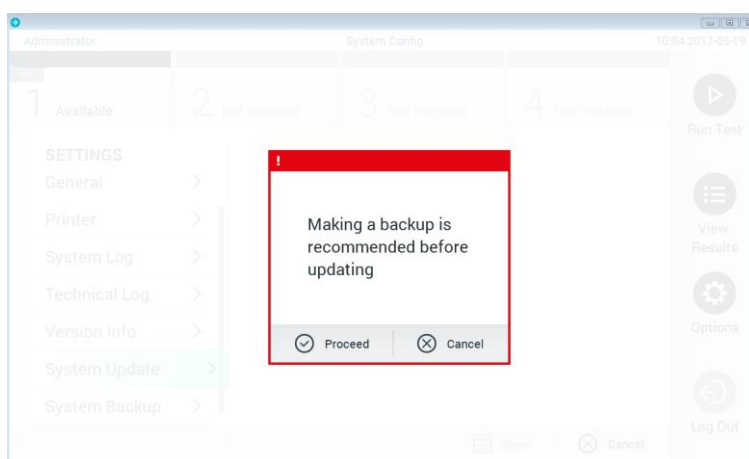 Administrator
System Config
10:04 2017-05-19
1 Available
2 Not installed
3 Not installed
4 Not installed
Run Test
SETTINGS
General
Printer
System Log
Technical Log
Version Info
System Update
System Backup
!
Making a backup is
recommended before
updating
Proceed
Cancel
View
Results
Options
Log Out
Save
Cancel